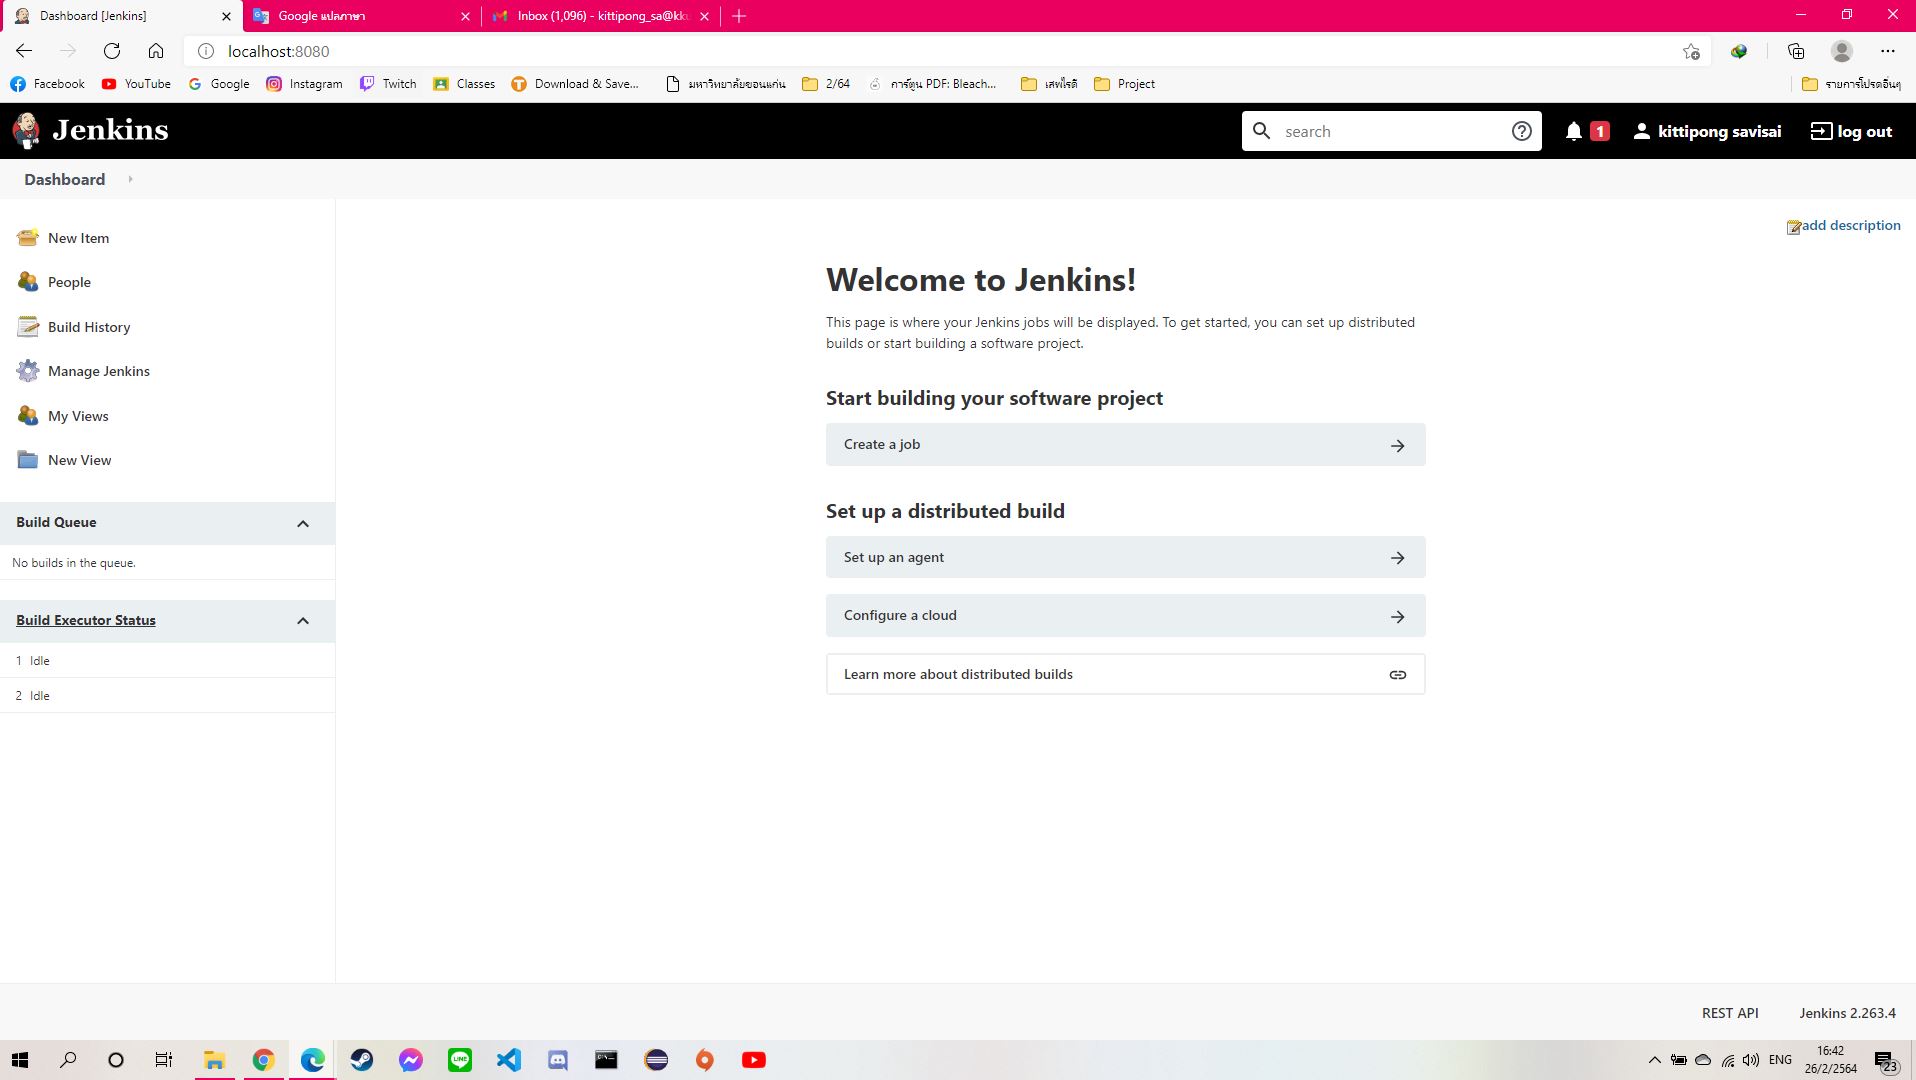 Dashboard [Jenkins]
Google แปลภาษา
Inbox (1,096) - kittipong_sa@kku
localhost:8080
Facebook
YouTube
Google
Instagram
Twitch
Classes
Download & Save...
มหาวิทยาลัยขอนแก่น
2/64
การ์ตูน PDF: Bleach...
เสพไรดี
Project
รายการโปรดอื่นๆ
Jenkins
search
1
kittipong savisai
log out
Dashboard
add description
New Item
People
Build History
Manage Jenkins
My Views
New View
Build Queue
No builds in the queue.
Build Executor Status
1 Idle
2 Idle
Welcome to Jenkins!
This page is where your Jenkins jobs will be displayed. To get started, you can set up distributed
builds or start building a software project.
Start building your software project
Create a job
Set up a distributed build
Set up an agent
Configure a cloud
Learn more about distributed builds
REST API
Jenkins 2.263.4
LINE
ENG
16:42
26/2/2564
23